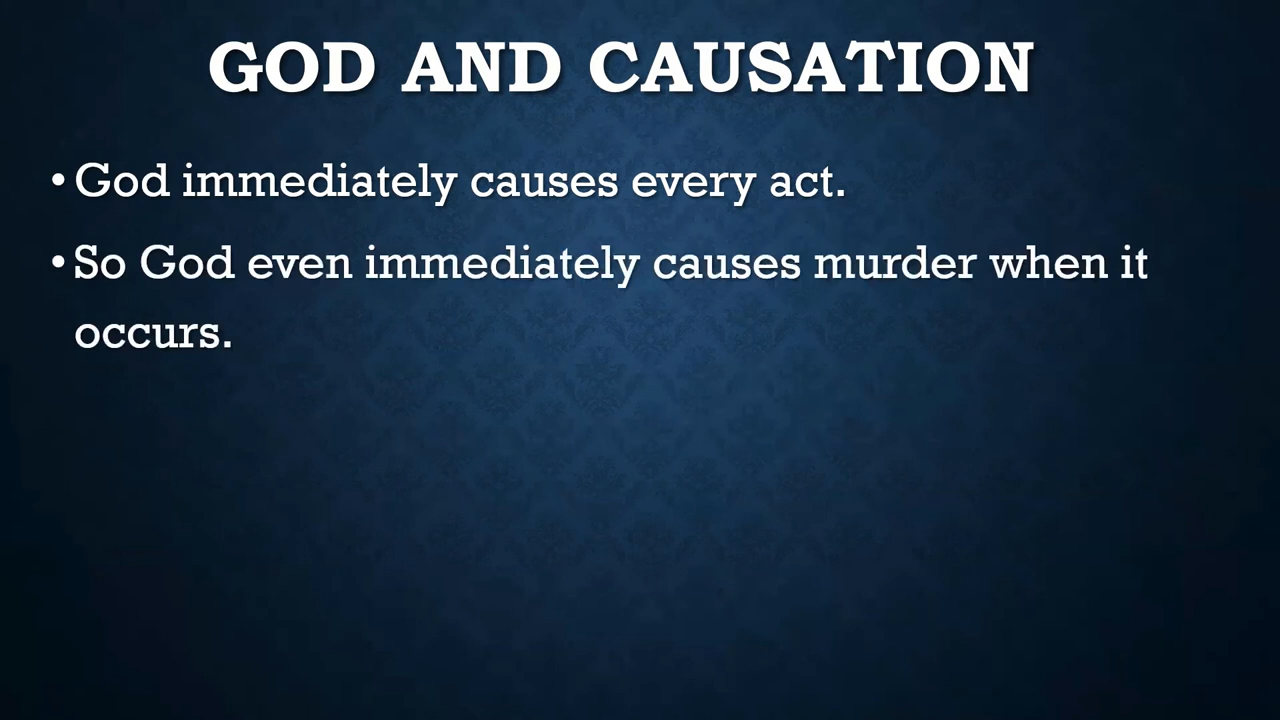 GOD AND CAUSATION
• God immediately causes every act.
• So God even immediately causes murder when it
occurs.